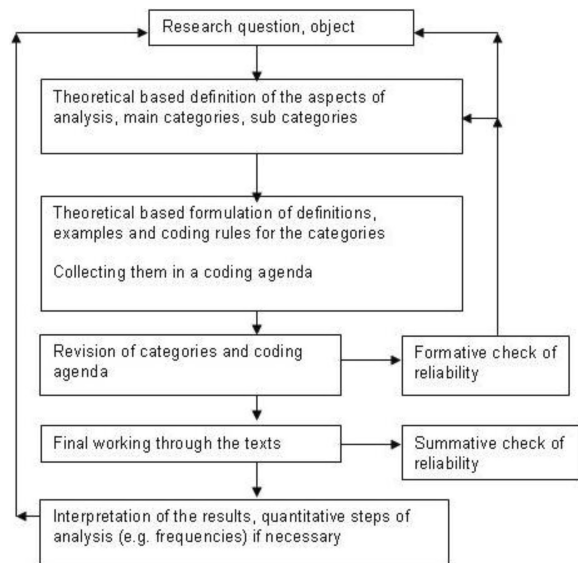 Research question, object
Theoretical based definition of the aspects of
analysis, main categories, sub categories
Theoretical based formulation of definitions,
examples and coding rules for the categories
Collecting them in a coding agenda
Revision of categories and coding
agenda
Formative check of
reliability
Final working through the texts
Summative check of
reliability
Interpretation of the results, quantitative steps of
analysis (e.g. frequencies) if necessary